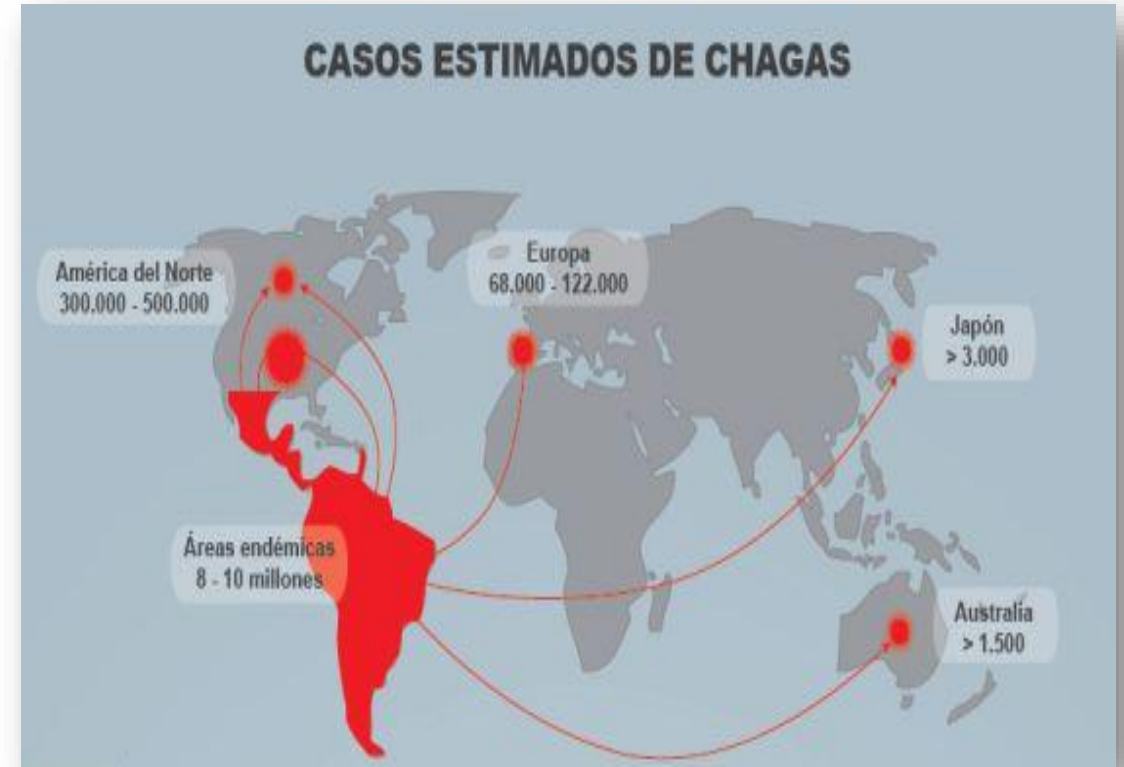 CASOS ESTIMADOS DE CHAGAS
América del Norte
300.000 - 500.000
Europa
68.000 - 122.000
Japón
> 3.000
Áreas endémicas
8 - 10 millones
Australia
> 1.500